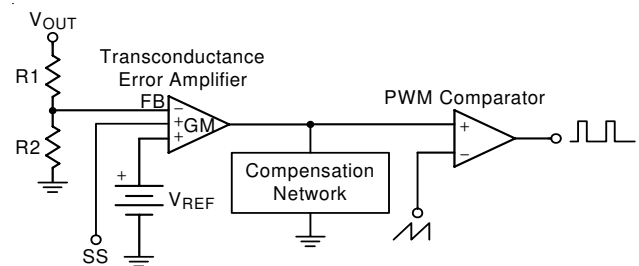 VOUT
R1
R2
Transconductance
Error Amplifier
FB
−
+
+
GM
+
VREF
SS
Compensation
Network
PWM Comparator
+
−